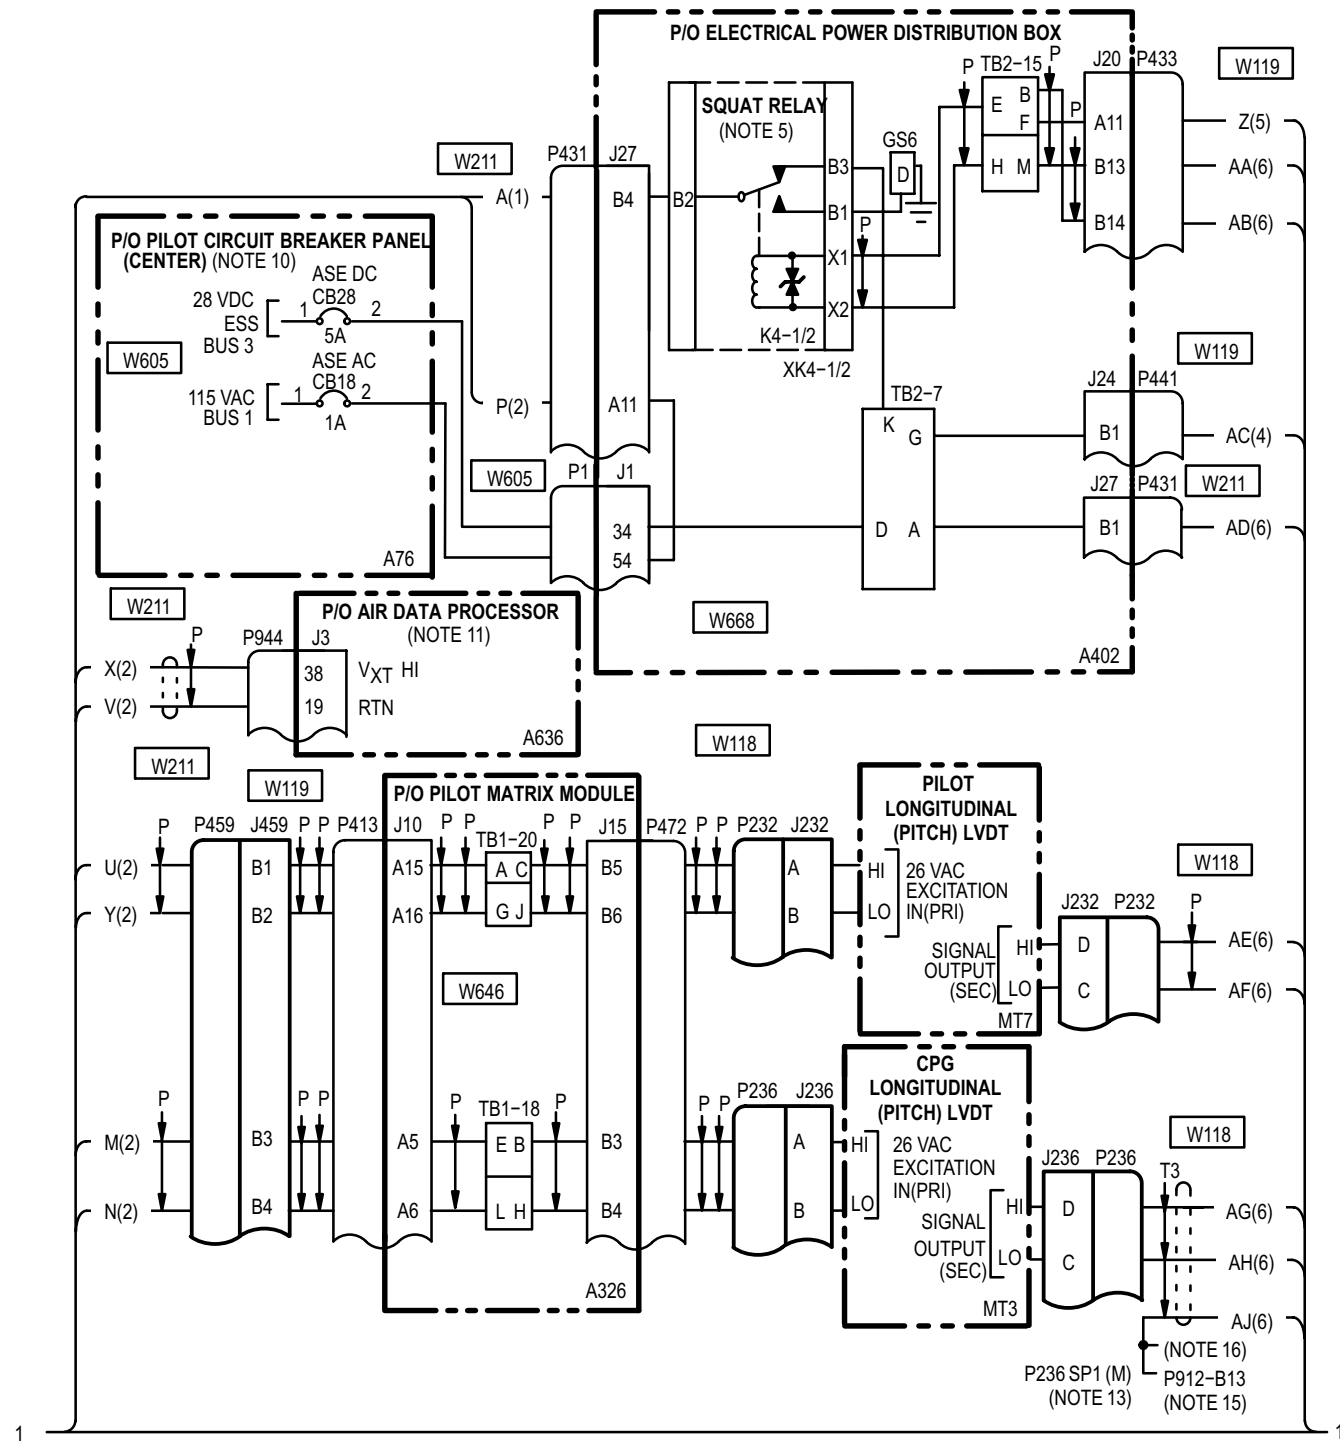 P/O ELECTRICAL POWER DISTRIBUTION BOX
P TB2−15 P J20 P433 W119
SQUAT RELAY
(NOTE 5)
E B F P A11 Z(5)
GS6
W211 P431 J27
B3 D H M B13 AA(6)
A(1) B4 B2
B1 B14 AB(6)
P
X1
X2
K4−1/2
XK4−1/2
P/O PILOT CIRCUIT BREAKER PANEL
(CENTER) (NOTE 10)
ASE DC
28 VDC 1 CB28 2
ESS
BUS 3 5A
W605
ASE AC
115 VAC 1 CB18 2
BUS 1 1A
A76
P(2) A11
W119
TB2−7 J24 P441
K G B1 AC(4)
W605 P1 J1
J27 P431 W211
34 D A B1 AD(6)
54
W668
A402
W211
P/O AIR DATA PROCESSOR
(NOTE 11)
P P944 J3
X(2) 38 VXT HI
V(2) 19 RTN
A636
W211
W119
W118
P/O PILOT MATRIX MODULE
P P459 J459 P P P413 J10 P P TB1−20 P P J15 P472 P P P232 J232
U(2) B1 A15 A C B5 A HI
Y(2) B2 A16 G J B6 B LO
W646
PILOT
LONGITUDINAL
(PITCH) LVDT
26 VAC
EXCITATION
IN(PRI)
SIGNAL
OUTPUT
(SEC)
HI
LO
MT7
W118
J232 P232 P
D AE(6)
C AF(6)
P P P P TB1−18 P P P P236 J236
M(2) B3 A5 E B B3 A HI
N(2) B4 A6 L H B4 B LO
A326
CPG
LONGITUDINAL
(PITCH) LVDT
26 VAC
EXCITATION
IN(PRI)
SIGNAL
OUTPUT
(SEC)
HI
LO
MT3
W118
J236 P236 T3
D AG(6)
C AH(6)
AJ(6)
(NOTE 16)
P236 SP1 (M) P912−B13
(NOTE 13) (NOTE 15)
1 1